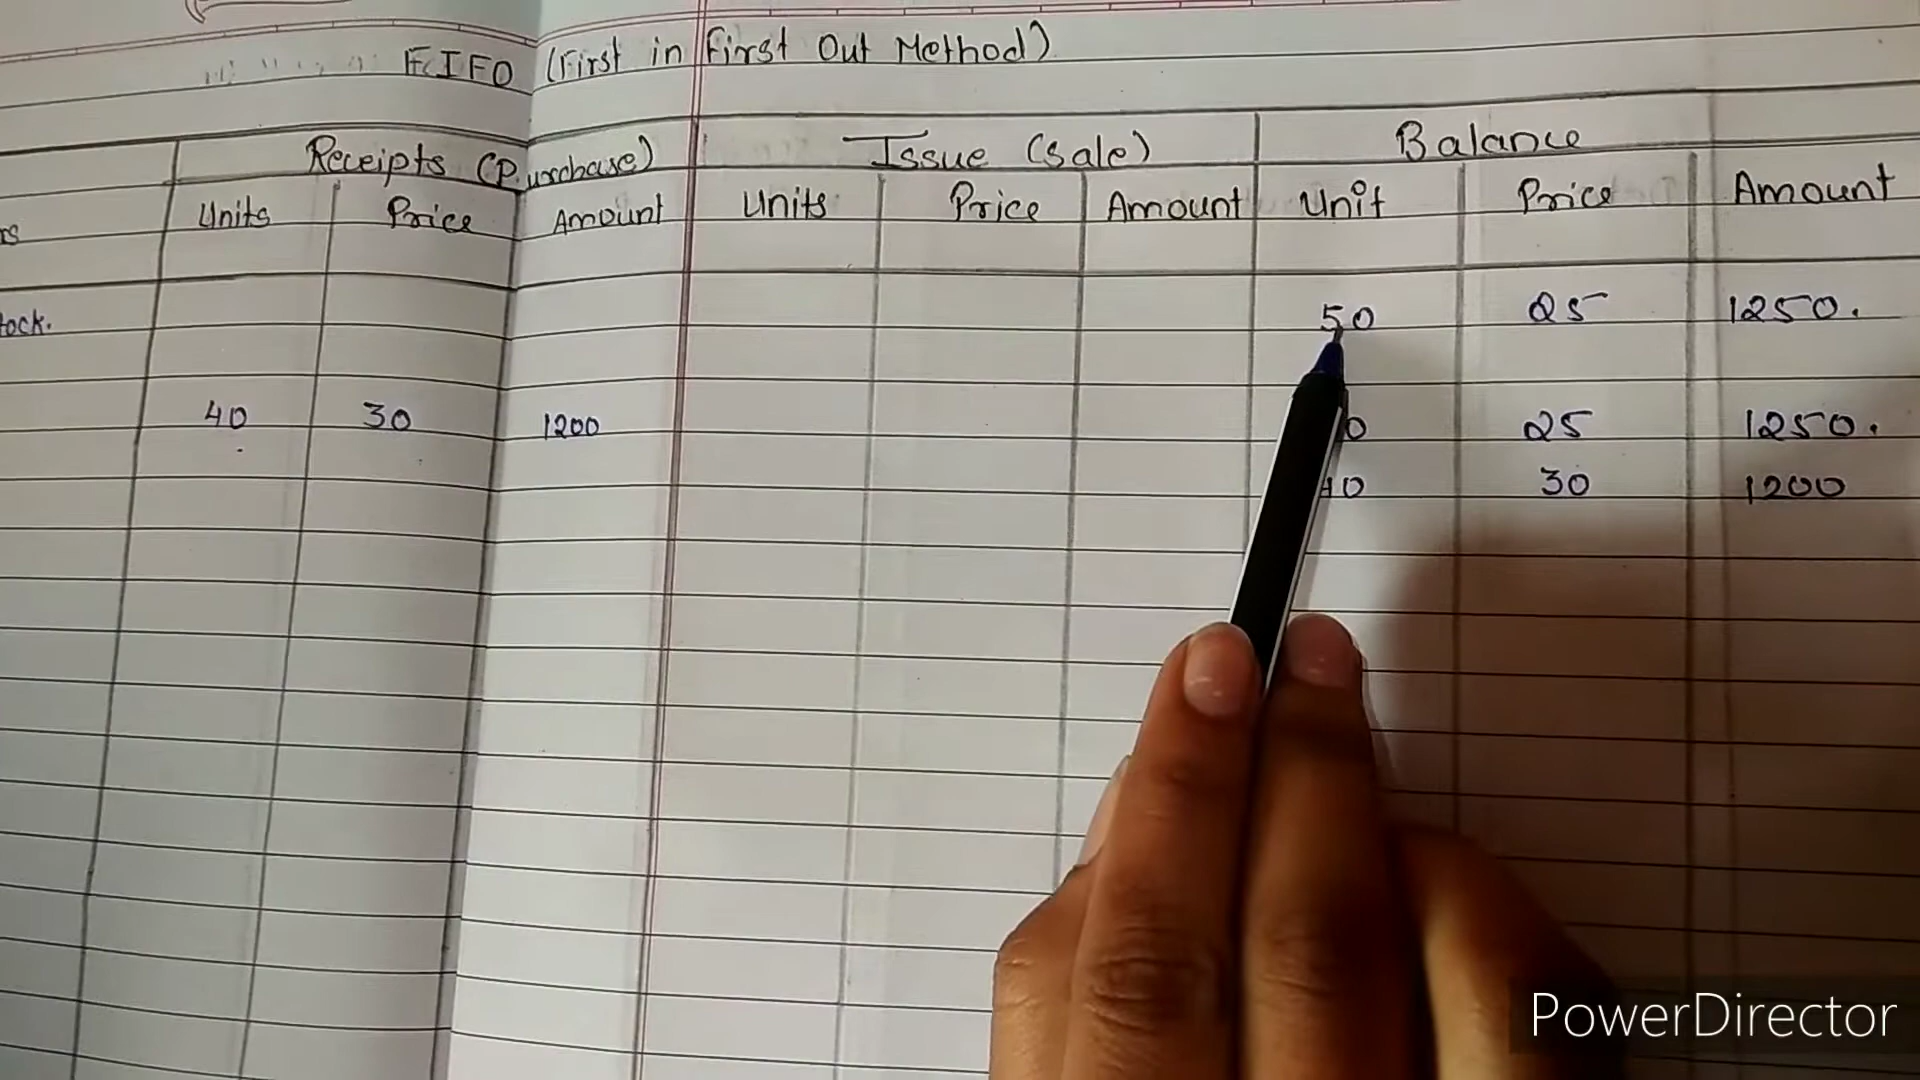 FIFO (First in First Out Method)
Receipts (Purchase) Issue (Sale) Balance
Units Price Amount Units Price Amount Unit Price Amount
50 25 1250.
40 30 1200 25 1250.
30 1200
PowerDirector